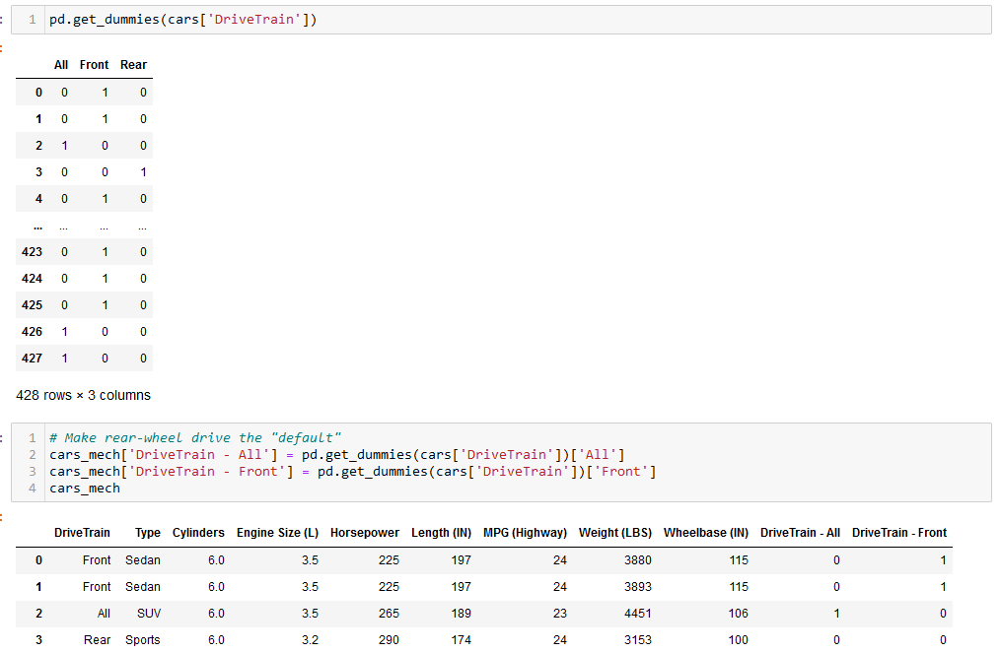 1 pd.get_dummies(cars['DriveTrain'])
All Front Rear
0 0 1 0
1 0 1 0
2 1 0 0
3 0 0 1
4 0 1 0
... ... ... ...
423 0 1 0
424 0 1 0
425 0 1 0
426 1 0 0
427 1 0 0
428 rows × 3 columns
1 # Make rear-wheel drive the "default"
2 cars_mech['DriveTrain - All'] = pd.get_dummies(cars['DriveTrain'])['All']
3 cars_mech['DriveTrain - Front'] = pd.get_dummies(cars['DriveTrain'])['Front']
4 cars_mech
DriveTrain Type Cylinders Engine Size (L) Horsepower Length (IN) MPG (Highway) Weight (LBS) Wheelbase (IN) DriveTrain - All DriveTrain - Front
0 Front Sedan 6.0 3.5 225 197 24 3880 115 0 1
1 Front Sedan 6.0 3.5 225 197 24 3893 115 0 1
2 All SUV 6.0 3.5 265 189 23 4451 106 1 0
3 Rear Sports 6.0 3.2 290 174 24 3153 100 0 0